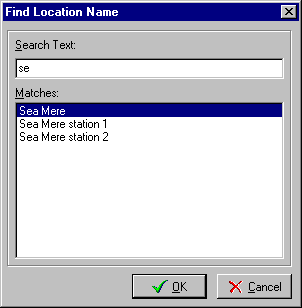 Find Location Name
Search Text:
se
Matches:
Sea Mere
Sea Mere station 1
Sea Mere station 2
OK
Cancel